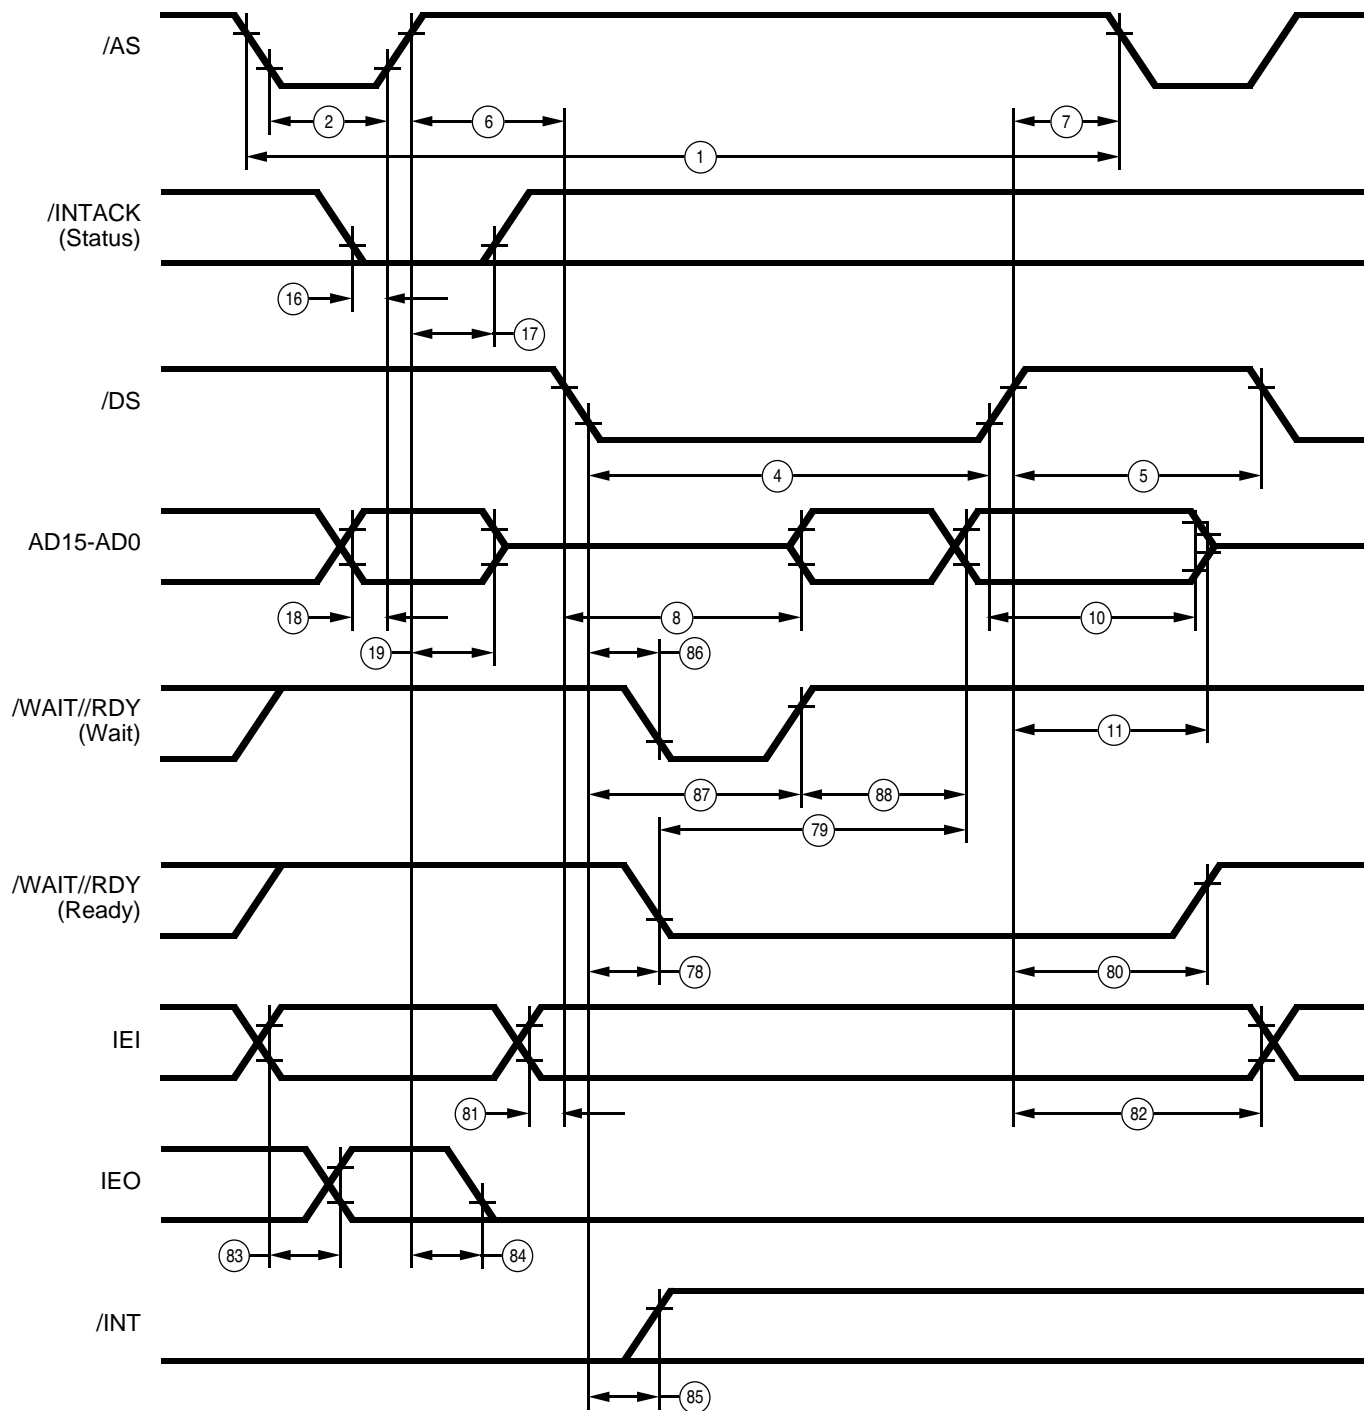 /AS
2
6
7
1
/INTACK
(Status)
16
17
/DS
4
5
AD15-AD0
18
8
10
19
86
/WAIT//RDY
(Wait)
11
87
88
79
/WAIT//RDY
(Ready)
78
80
IEI
81
82
IEO
83
84
/INT
85